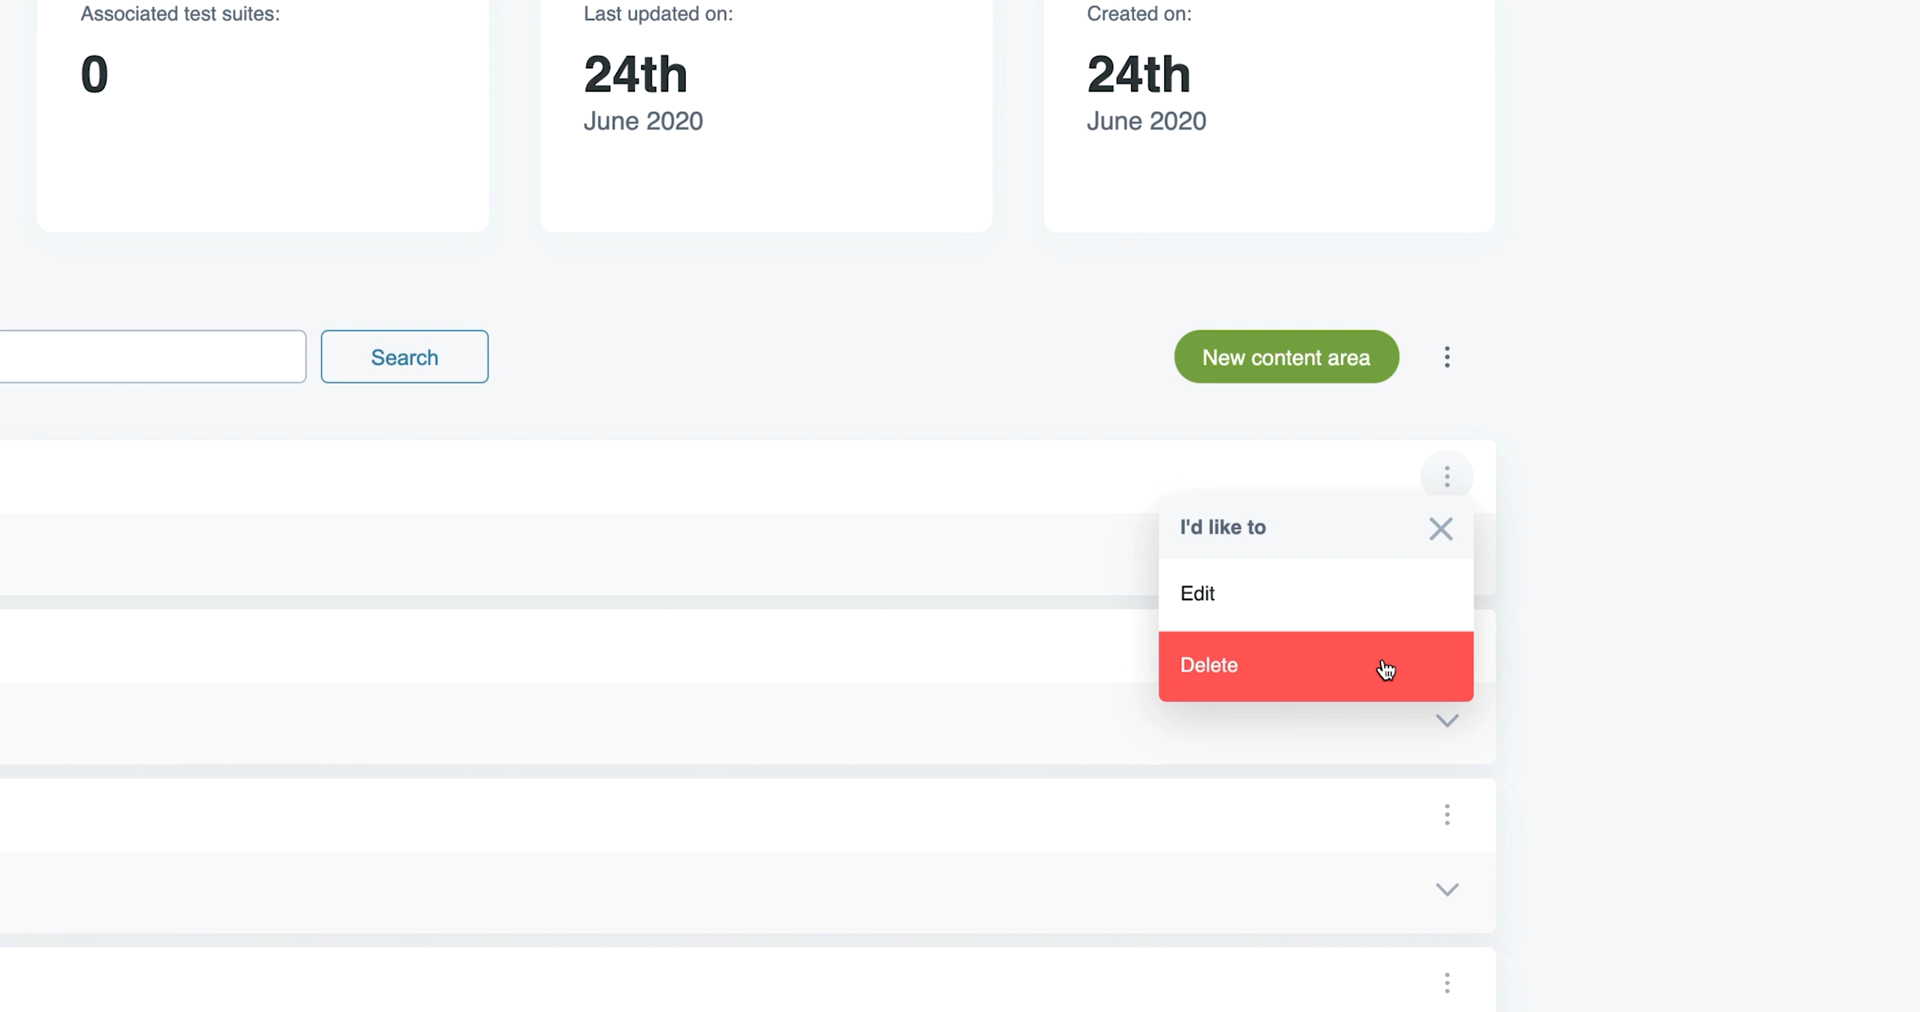 Associated test suites:
0
Last updated on:
24th
June 2020
Created on:
24th
June 2020
Search
New content area
I'd like to
Edit
Delete